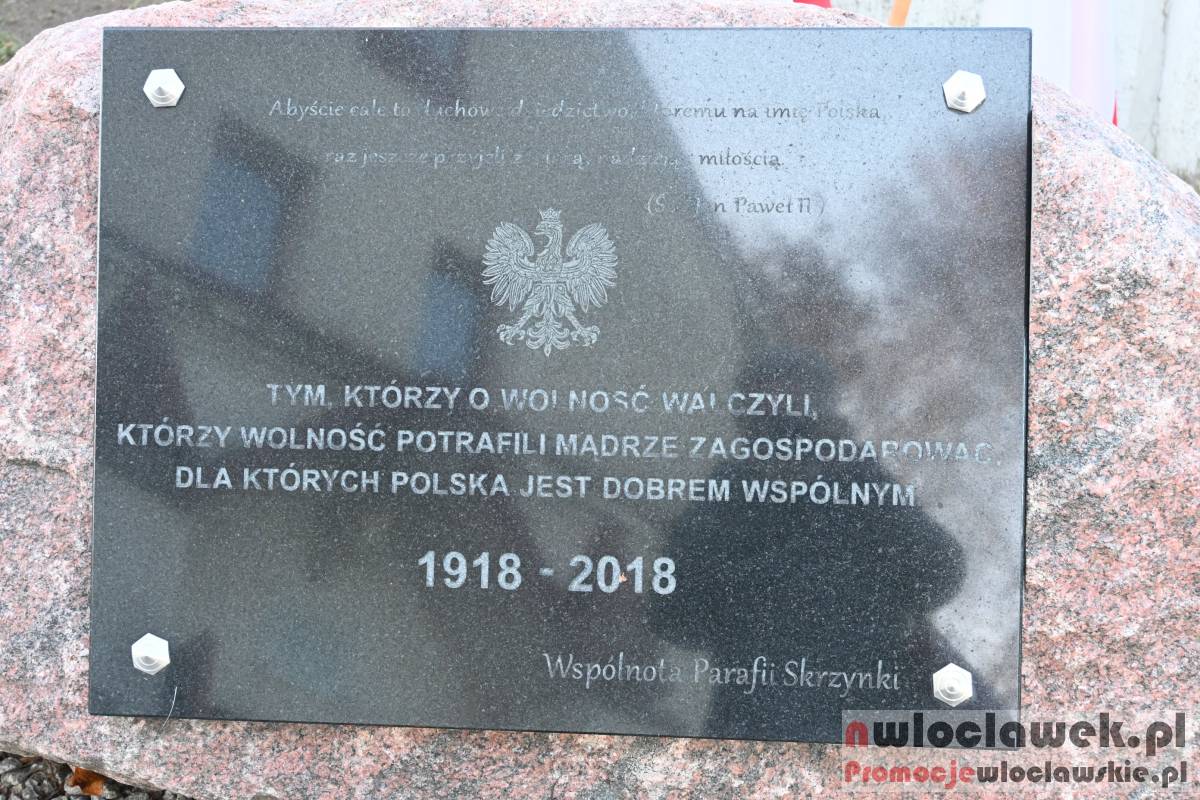 Abyście całe to duchowe dziedzictwo, któremu na imię Polska,
raz jeszcze przyjęli z wiarą, nadzieją i miłością.
(Św. Jan Paweł II)
TYM, KTÓRZY O WOLNOŚĆ WALCZYLI,
KTÓRZY WOLNOŚĆ POTRAFILI MĄDRZE ZAGOSPODAROWAĆ,
DLA KTÓRYCH POLSKA JEST DOBREM WSPÓLNYM
1918 - 2018
Wspólnota Parafii Skrzynki
nwloclawek.pl
Promocjewloclawskie.pl